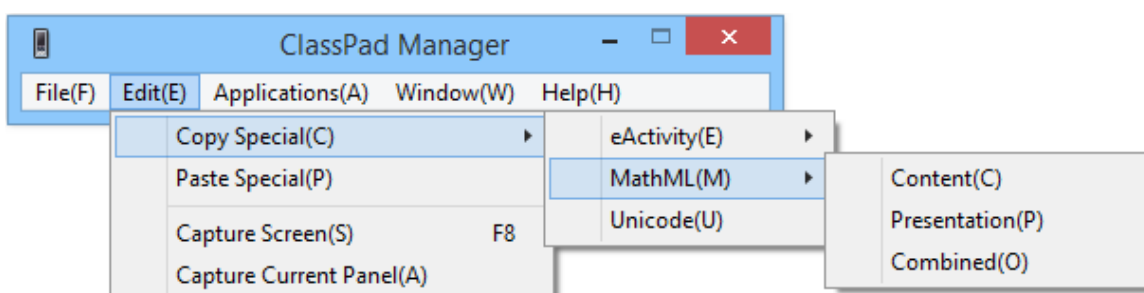 ClassPad Manager
File(F) Edit(E) Applications(A) Window(W) Help(H)
Copy Special(C)
Paste Special(P)
Capture Screen(S) F8
Capture Current Panel(A)
eActivity(E)
MathML(M)
Unicode(U)
Content(C)
Presentation(P)
Combined(O)